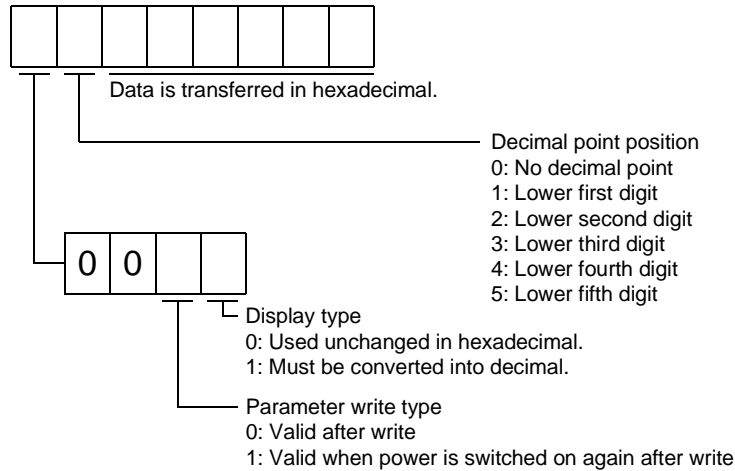 Data is transferred in hexadecimal.
Decimal point position
0: No decimal point
1: Lower first digit
2: Lower second digit
3: Lower third digit
4: Lower fourth digit
5: Lower fifth digit
0 0
Display type
0: Used unchanged in hexadecimal.
1: Must be converted into decimal.
Parameter write type
0: Valid after write
1: Valid when power is switched on again after write